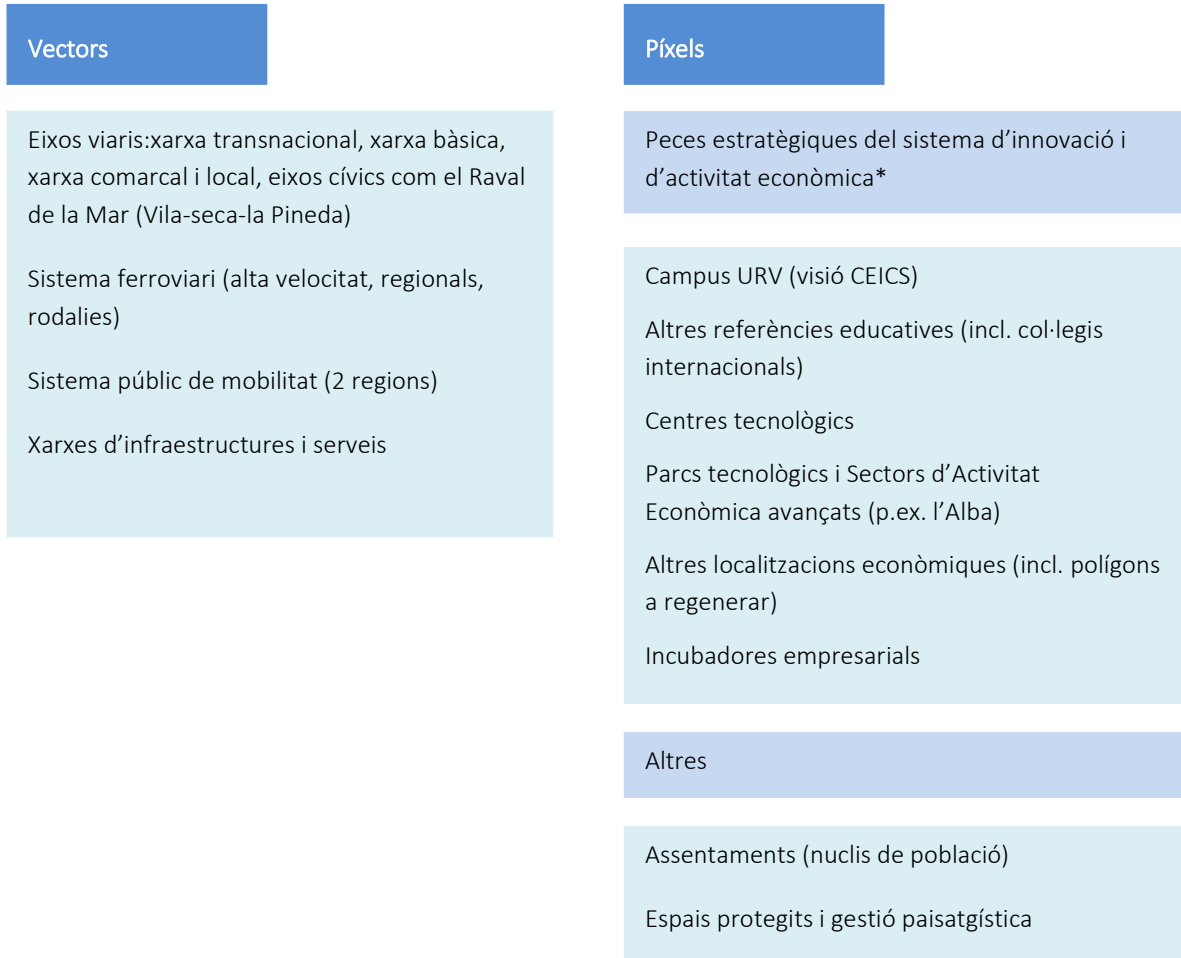 Vectors
Eixos viaris:xarxa transnacional, xarxa bàsica,
xarxa comarcal i local, eixos cívics com el Raval
de la Mar (Vila-seca-la Pineda)
Sistema ferroviari (alta velocitat, regionals,
rodalies)
Sistema públic de mobilitat (2 regions)
Xarxes d’infraestructures i serveis
Píxels
Peces estratègiques del sistema d’innovació i
d’activitat econòmica*
Campus URV (visió CEICS)
Altres referències educatives (incl. col·legis
internacionals)
Centres tecnològics
Parcs tecnològics i Sectors d’Activitat
Econòmica avançats (p.ex. l’Alba)
Altres localitzacions econòmiques (incl. polígons
a regenerar)
Incubadores empresarials
Altres
Assentaments (nuclis de població)
Espais protegits i gestió paisatgística